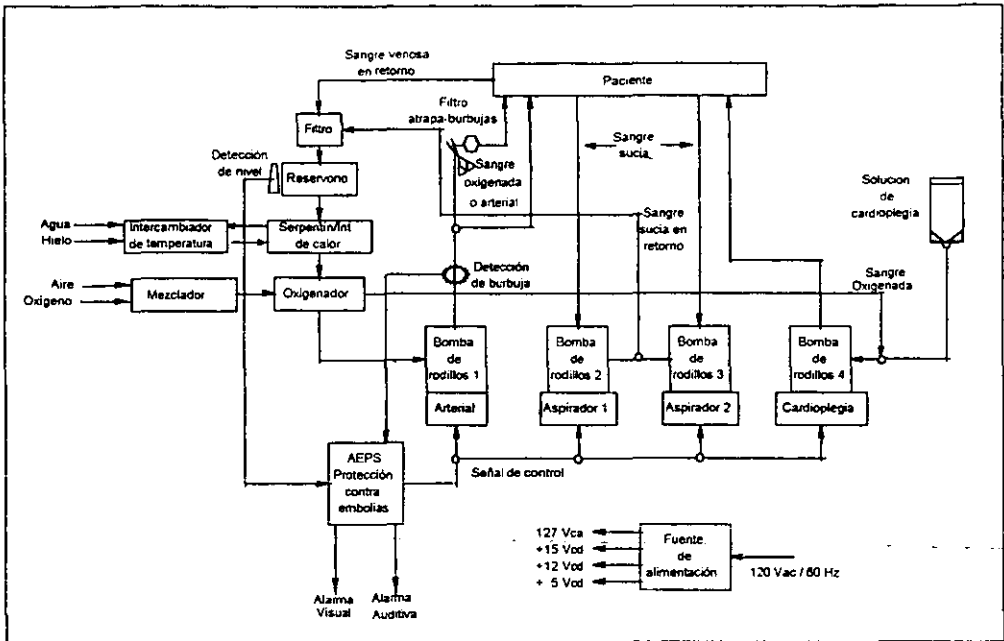 Sangre venosa
en retorno
Paciente
Filtro
atrapa-burbujas
Filtro
Sangre
sucia
Detección
de nivel
Reservorio
Sangre
oxigenada
o arterial
Solucion
de
cardioplegia
Sangre
sucia en
retorno
Agua
Hielo
Intercambiador
de temperatura
Serpentin/Int
de calor
Detección
de burbuja
Sangre
Oxigenada
Aire
Oxigeno
Mezclador
Oxigenador
Bomba
de
rodillos 1
Bomba
de
rodillos 2
Bomba
de
rodillos 3
Bomba
de
rodillos 4
Arterial
Aspirador 1
Aspirador 2
Cardioplegia
AEPS
Protección
contra
embolias
Señal de control
127 Vca
+15 Vcd
+12 Vcd
+ 5 Vcd
Fuente
de
alimentación
120 Vac / 60 Hz
Alarma
Visual
Alarma
Auditiva